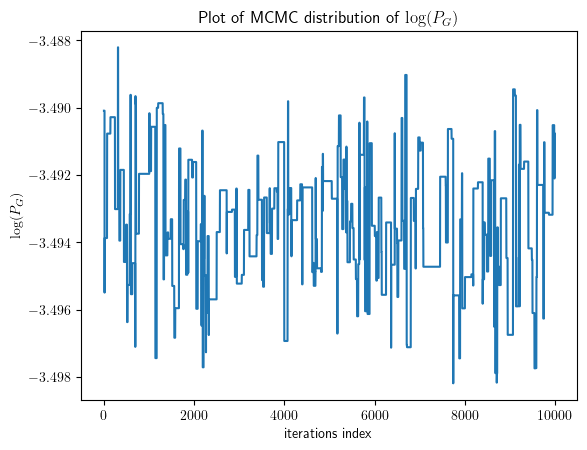 Plot of MCMC distribution of log(P_G)
−3.488
−3.490
−3.492
−3.494
−3.496
−3.498
log(P_G)
0 2000 4000 6000 8000 10000
iterations index